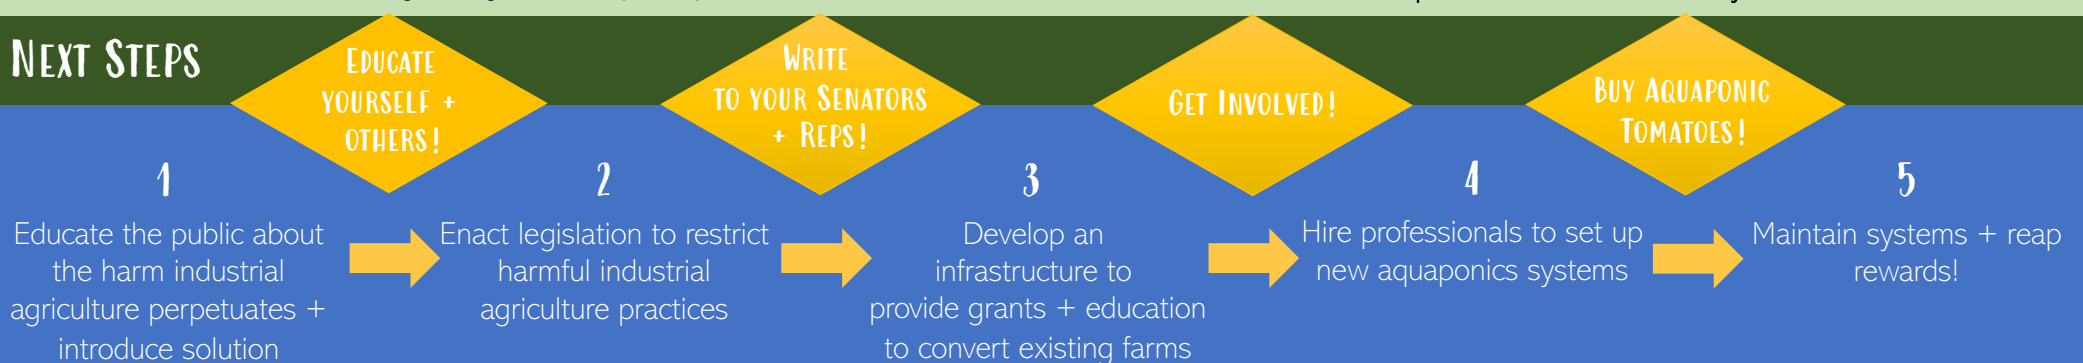 NEXT STEPS
EDUCATE
YOURSELF +
OTHERS!
WRITE
TO YOUR SENATORS
+ REPS!
GET INVOLVED!
BUY AQUAPONIC
TOMATOES!
1
Educate the public about
the harm industrial
agriculture perpetuates +
introduce solution
2
Enact legislation to restrict
harmful industrial
agriculture practices
3
Develop an
infrastructure to
provide grants + education
to convert existing farms
4
Hire professionals to set up
new aquaponics systems
5
Maintain systems + reap
rewards!